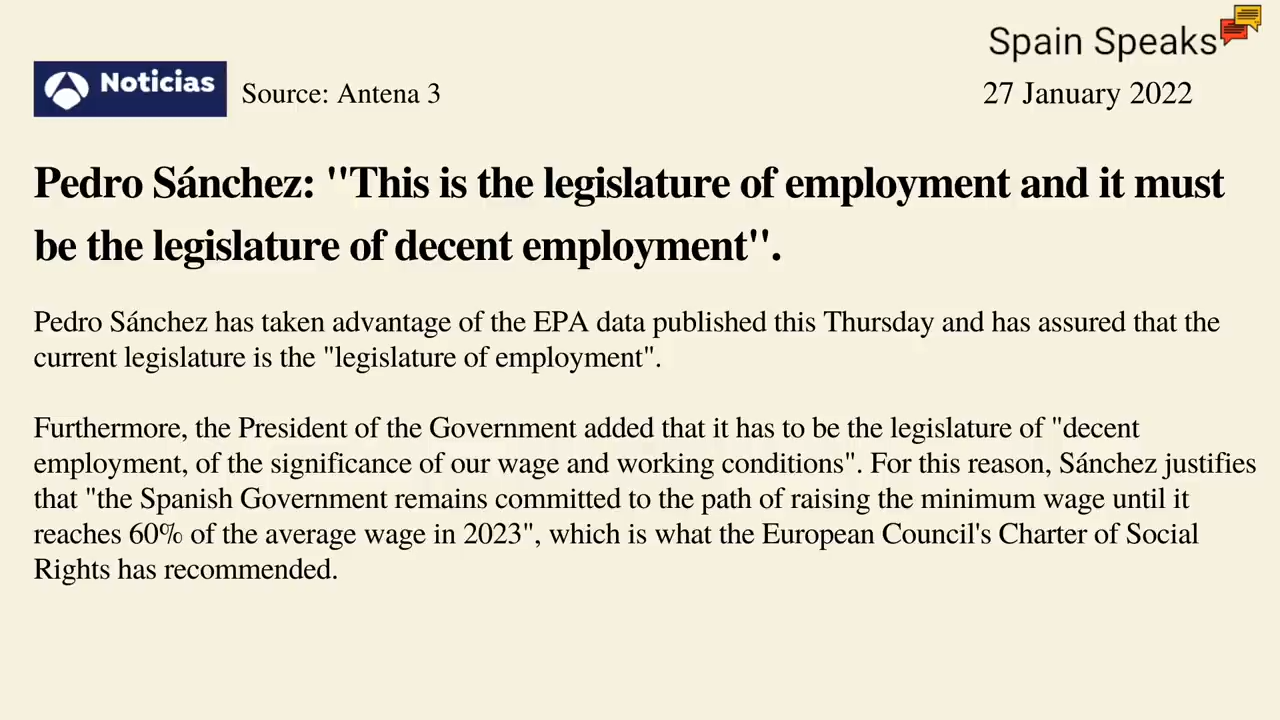 Spain Speaks
Noticias
Source: Antena 3
27 January 2022
Pedro Sánchez: "This is the legislature of employment and it must
be the legislature of decent employment".
Pedro Sánchez has taken advantage of the EPA data published this Thursday and has assured that the
current legislature is the "legislature of employment".
Furthermore, the President of the Government added that it has to be the legislature of "decent
employment, of the significance of our wage and working conditions". For this reason, Sánchez justifies
that "the Spanish Government remains committed to the path of raising the minimum wage until it
reaches 60% of the average wage in 2023", which is what the European Council's Charter of Social
Rights has recommended.